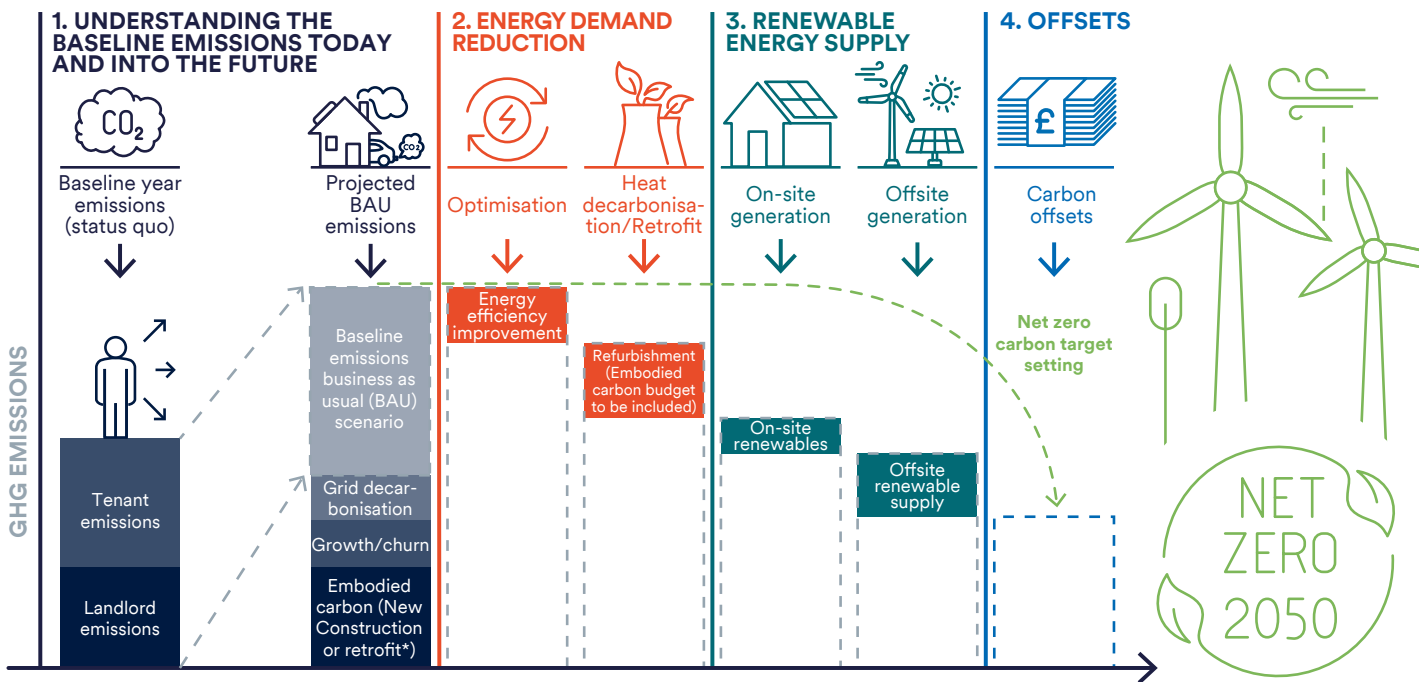 1. UNDERSTANDING THE
BASELINE EMISSIONS TODAY
AND INTO THE FUTURE
2. ENERGY DEMAND
REDUCTION
3. RENEWABLE
ENERGY SUPPLY
4. OFFSETS
CO2
CO2
£
Baseline year
emissions
(status quo)
Projected
BAU
emissions
Optimisation
Heat
decarbonisa-
tion/Retrofit
On-site
generation
Offsite
generation
Carbon
offsets
GHG EMISSIONS
Tenant
emissions
Landlord
emissions
Baseline
emissions
business as
usual (BAU)
scenario
Grid decar-
bonisation
Growth/churn
Embodied
carbon (New
Construction
or retrofit*)
Energy
efficiency
improvement
Refurbishment
(Embodied
carbon budget
to be included)
On-site
renewables
Offsite
renewable
supply
Net zero
carbon target
setting
NET
ZERO
2050